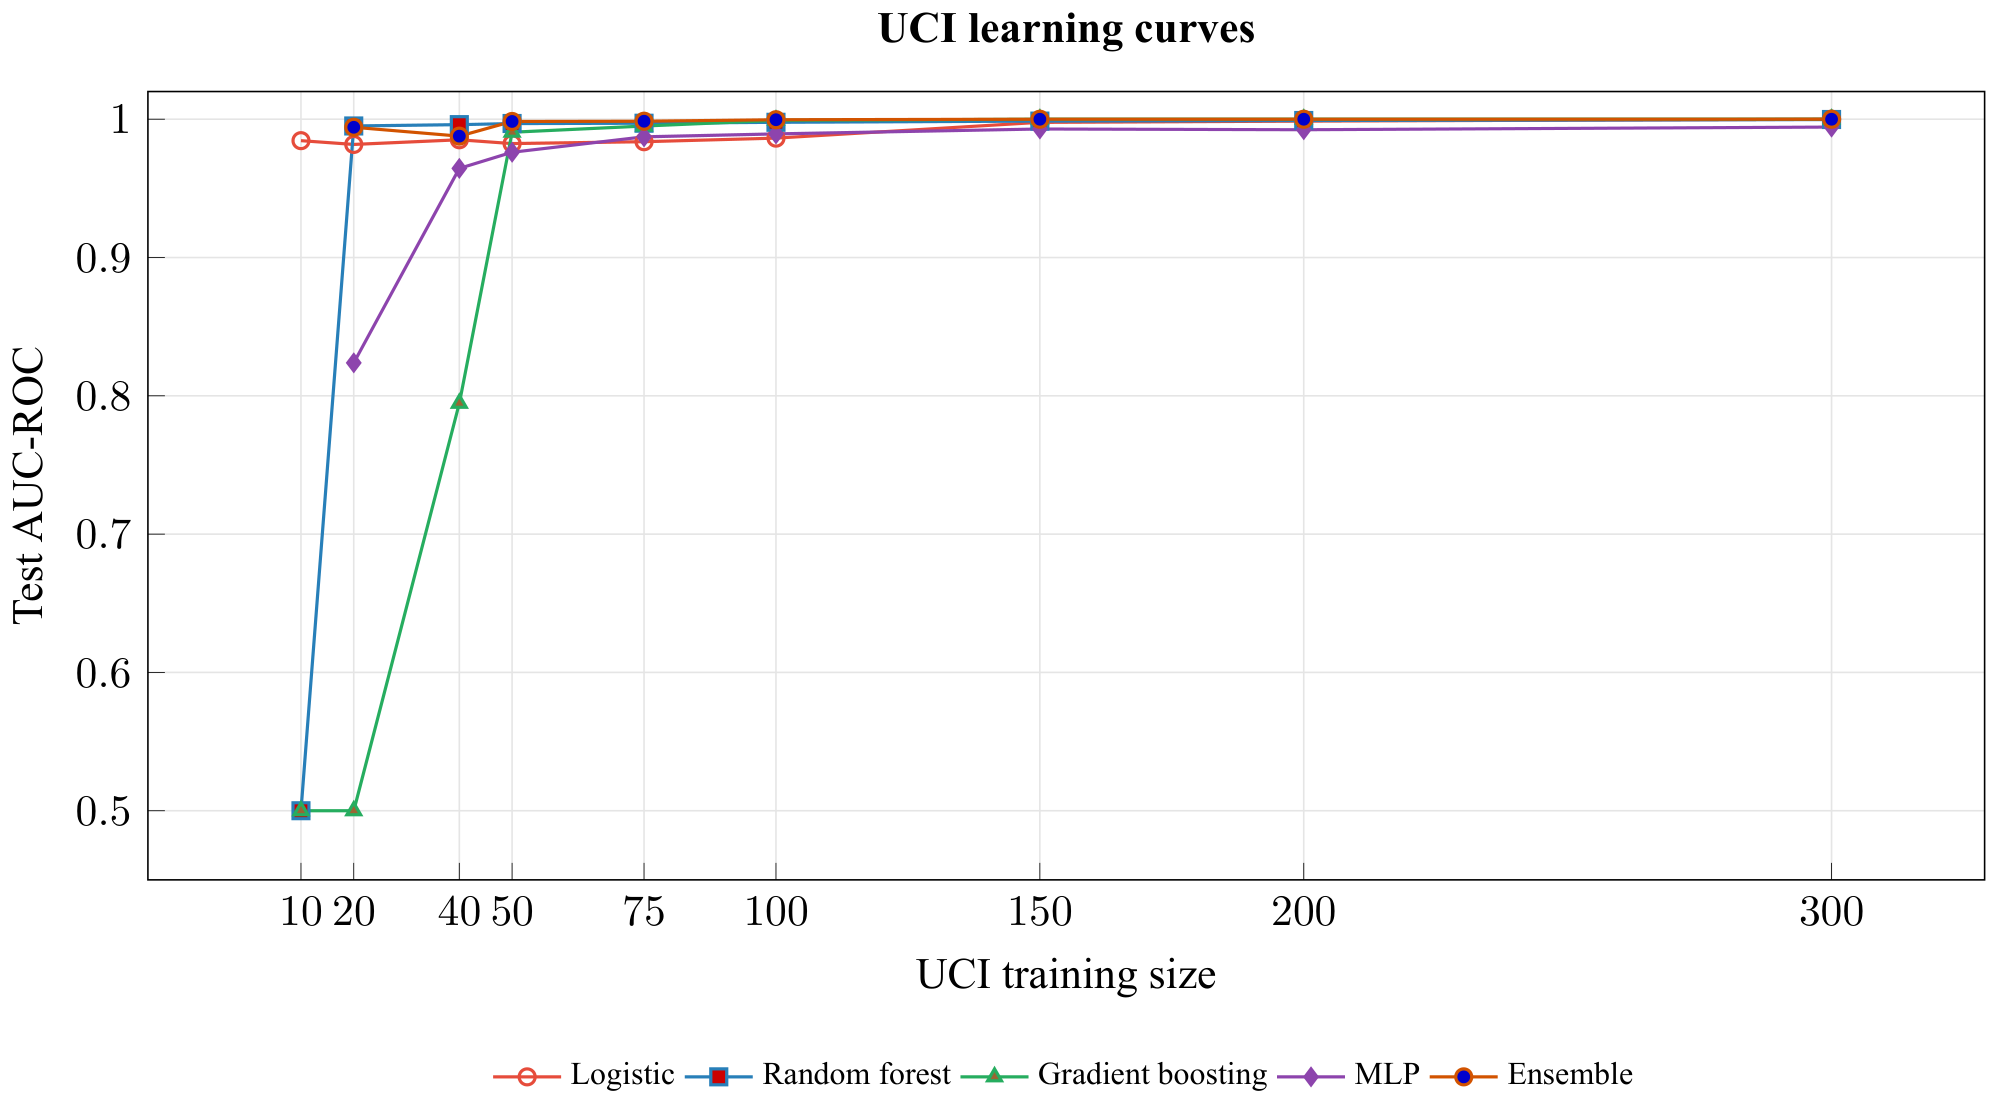 UCI learning curves
1
0.9
0.8
0.7
0.6
0.5
Test AUC-ROC
10 20 40 50 75 100 150 200 300
UCI training size
Logistic Random forest Gradient boosting MLP Ensemble